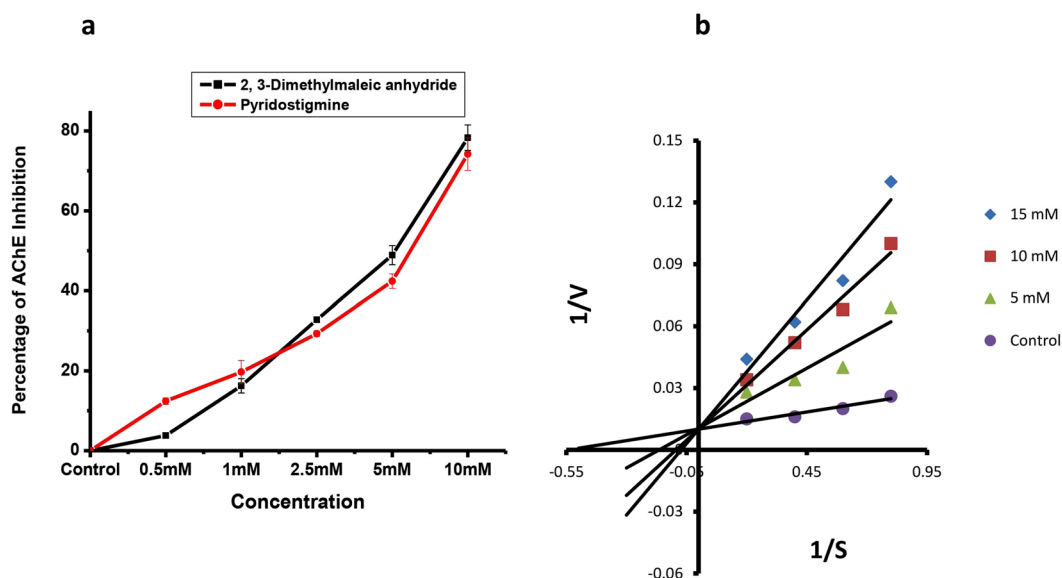 a
2, 3-Dimethylmaleic anhydride
Pyridostigmine
Percentage of AChE Inhibition
80
60
40
20
0
Control 0.5mM 1mM 2.5mM 5mM 10mM
Concentration
b
1/V
0.15
0.12
0.09
0.06
0.03
0
-0.03
-0.06
-0.55 -0.05 0.45 0.95
1/S
15 mM
10 mM
5 mM
Control